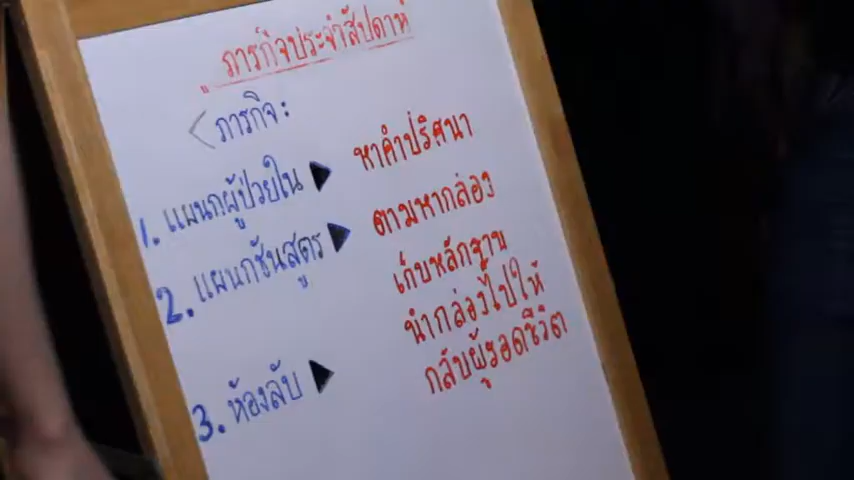 ภารกิจประจำสัปดาห์
ภารกิจ:
1. แผนกผู้ป่วยใน ▶ หาคำปริศนา
2. แผนกชันสูตร ▶ ตามหากล่อง
เก็บหลักฐาน
3. ห้องลับ ▶ นำกล่องไปให้
กลับผู้รอดชีวิต